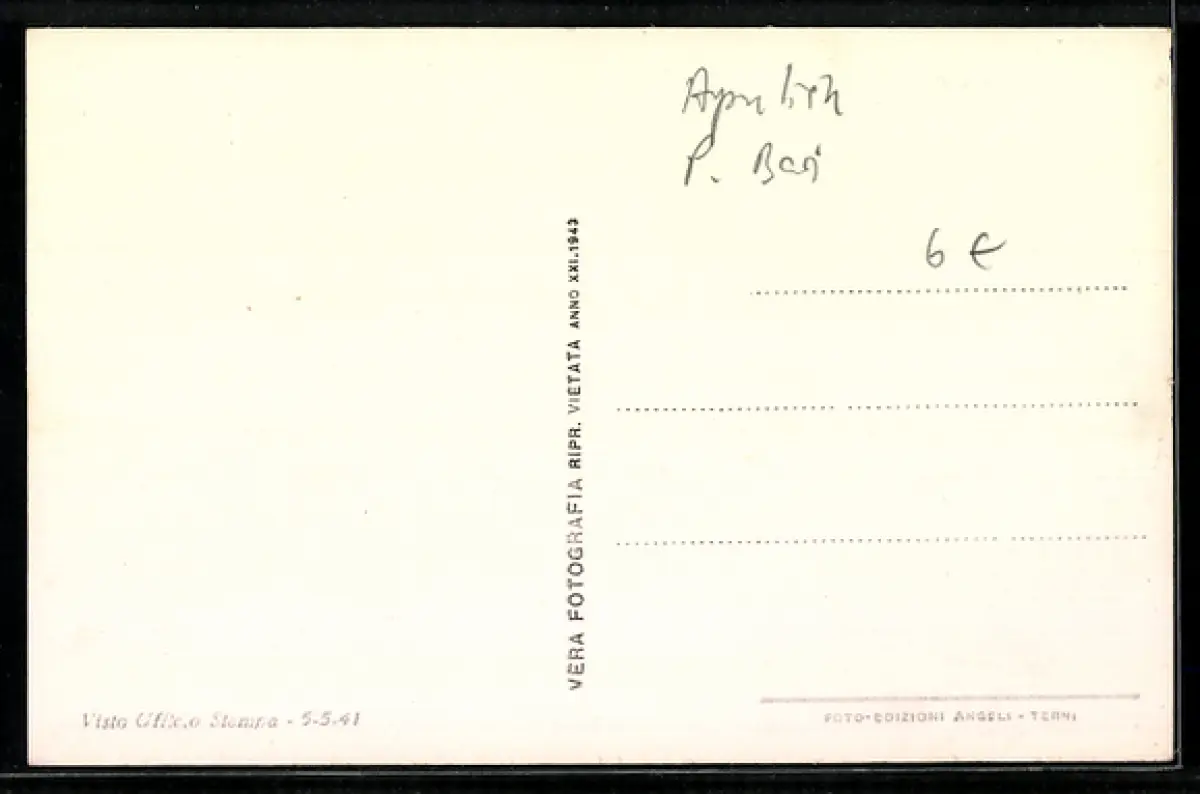 Apulien
P. Bari
6 €
VERA FOTOGRAFIA RIPR. VIETATA ANNO XXI.1943
Visto Ufficio Stampa - 5-5.41
FOTO-EDIZIONI ANGELI - TERNI